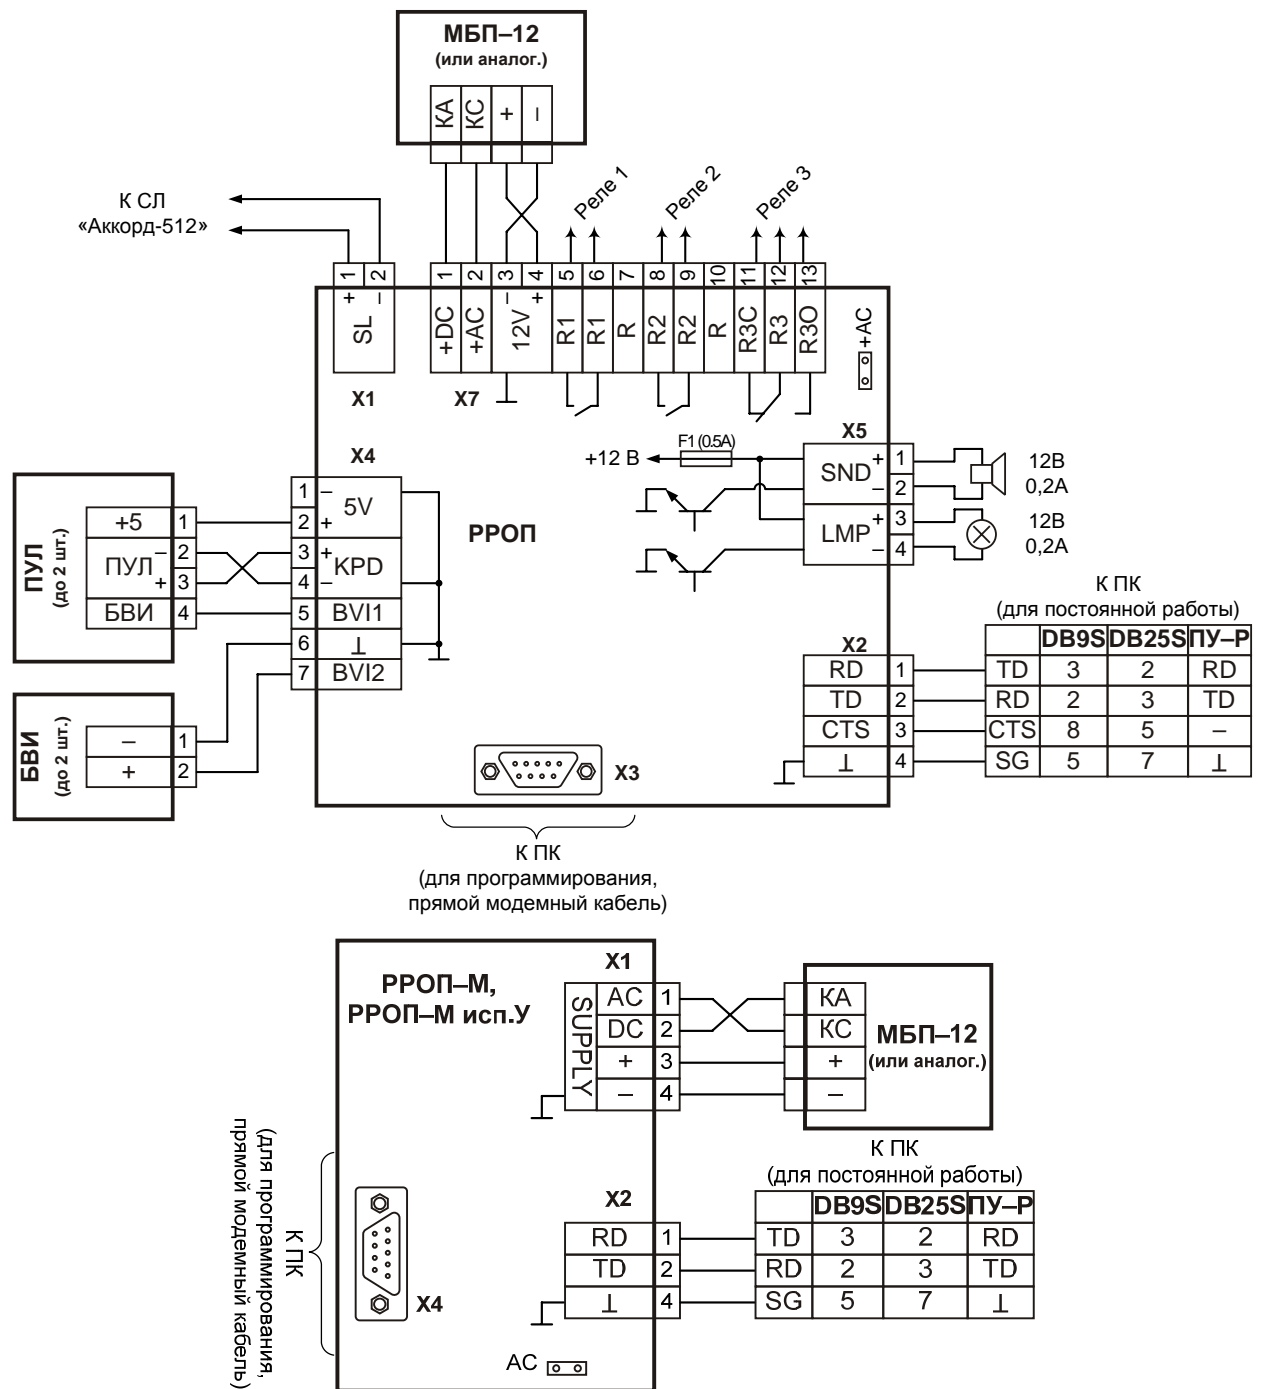 МБП–12
(или аналог.)
КА КС + –
К СЛ
«Аккорд-512»
Реле 1 Реле 2 Реле 3
1 2 1 2 3 4 5 6 7 8 9 10 11 12 13
+ – – +
SL +DC +AC 12V R1 R1 R R2 R2 R R3C R3 R3O +AC
X1 X7
X5
F1 (0.5A)
+12 В
SND + 1
– 2
LMP + 3
– 4
12В
0,2А
12В
0,2А
X4
1 – 5V
2 +
3 + KPD
4 –
5 BVI1
6 ⊥
7 BVI2
РРОП
ПУЛ
(до 2 шт.)
+5 1
ПУЛ – 2
+ 3
БВИ 4
БВИ
(до 2 шт.)
– 1
+ 2
К ПК
(для постоянной работы)
X2
DB9S DB25S ПУ–Р
RD 1 TD 3 2 RD
TD 2 RD 2 3 TD
CTS 3 CTS 8 5 –
⊥ 4 SG 5 7 ⊥
X3
К ПК
(для программирования,
прямой модемный кабель)
РРОП–М,
РРОП–М исп.У
X1
SUPPLY
AC 1
DC 2
+ 3
– 4
КА
КС
+
–
МБП–12
(или аналог.)
К ПК
(для постоянной работы)
X2
DB9S DB25S ПУ–Р
RD 1 TD 3 2 RD
TD 2 RD 2 3 TD
⊥ 4 SG 5 7 ⊥
К ПК
(для программирования,
прямой модемный кабель)
X4
AC